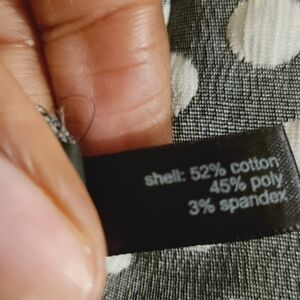 shell: 52% cotton
45% poly
3% spandex